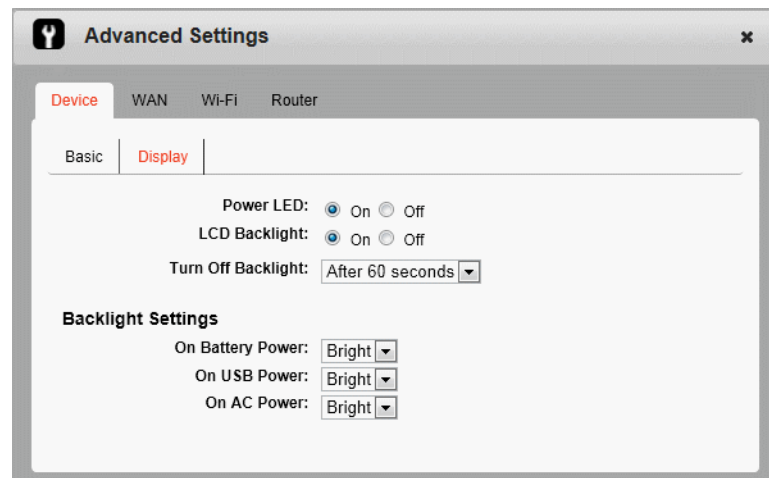 Advanced Settings
Device WAN Wi-Fi Router
Basic Display
Power LED: On Off
LCD Backlight: On Off
Turn Off Backlight: After 60 seconds
Backlight Settings
On Battery Power: Bright
On USB Power: Bright
On AC Power: Bright